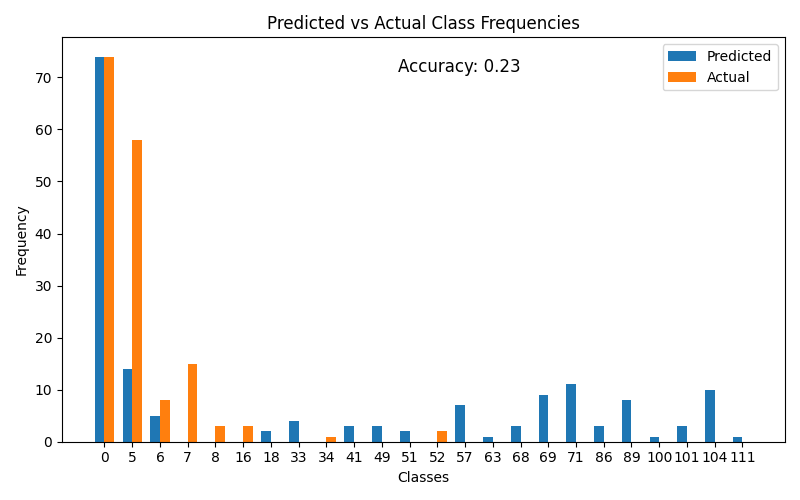 Predicted vs Actual Class Frequencies
Accuracy: 0.23
Predicted
Actual
Frequency
70
60
50
40
30
20
10
0
0 5 6 7 8 16 18 33 34 41 49 51 52 57 63 68 69 71 86 89 100 101 104 111
Classes